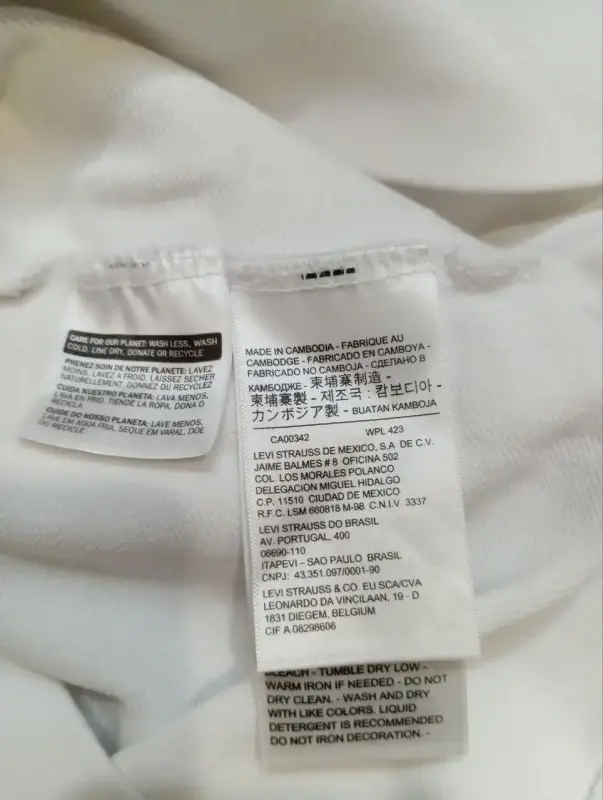 CARE FOR OUR PLANET: WASH LESS, WASH
COLD, LINE DRY, DONATE OR RECYCLE
PRENEZ SOIN DE NOTRE PLANETE: LAVEZ
MOINS, LAVEZ A FROID, LAISSEZ SECHER
NATURELLEMENT, DONNEZ OU RECYCLEZ
CUIDA NUESTRO PLANETA: LAVA MENOS,
LAVA EN FRIO, TIENDE LA ROPA, DONA O
RECICLA.
CUIDE DO NOSSO PLANETA: LAVE MENOS,
LAVE EM AGUA FRIA, SEQUE EM VARAL, DOE
OU RECICLE
MADE IN CAMBODIA - FABRIQUE AU
CAMBODGE - FABRICADO EN CAMBOYA -
FABRICADO NO CAMBOJA - СДЕЛАНО В
КАМБОДЖЕ - 柬埔寨制造 -
柬埔寨製 - 제조국 : 캄보디아 -
カンボジア製 - BUATAN KAMBOJA
CA00342 WPL 423
LEVI STRAUSS DE MEXICO, S.A DE C.V.
JAIME BALMES # 8 OFICINA 502
COL. LOS MORALES POLANCO
DELEGACION MIGUEL HIDALGO
C.P. 11510 CIUDAD DE MEXICO
R.F.C. LSM 660818 M-98 C.N.I.V 3337
LEVI STRAUSS DO BRASIL
AV. PORTUGAL, 400
06690-110
ITAPEVI – SAO PAULO BRASIL
CNPJ: 43.351.097/0001-90
LEVI STRAUSS & CO. EU SCA/CVA
LEONARDO DA VINCILAAN, 19 - D
1831 DIEGEM, BELGIUM
CIF A 08298606
BLEACH - TUMBLE DRY LOW -
WARM IRON IF NEEDED - DO NOT
DRY CLEAN. - WASH AND DRY
WITH LIKE COLORS. LIQUID
DETERGENT IS RECOMMENDED
DO NOT IRON DECORATION. -